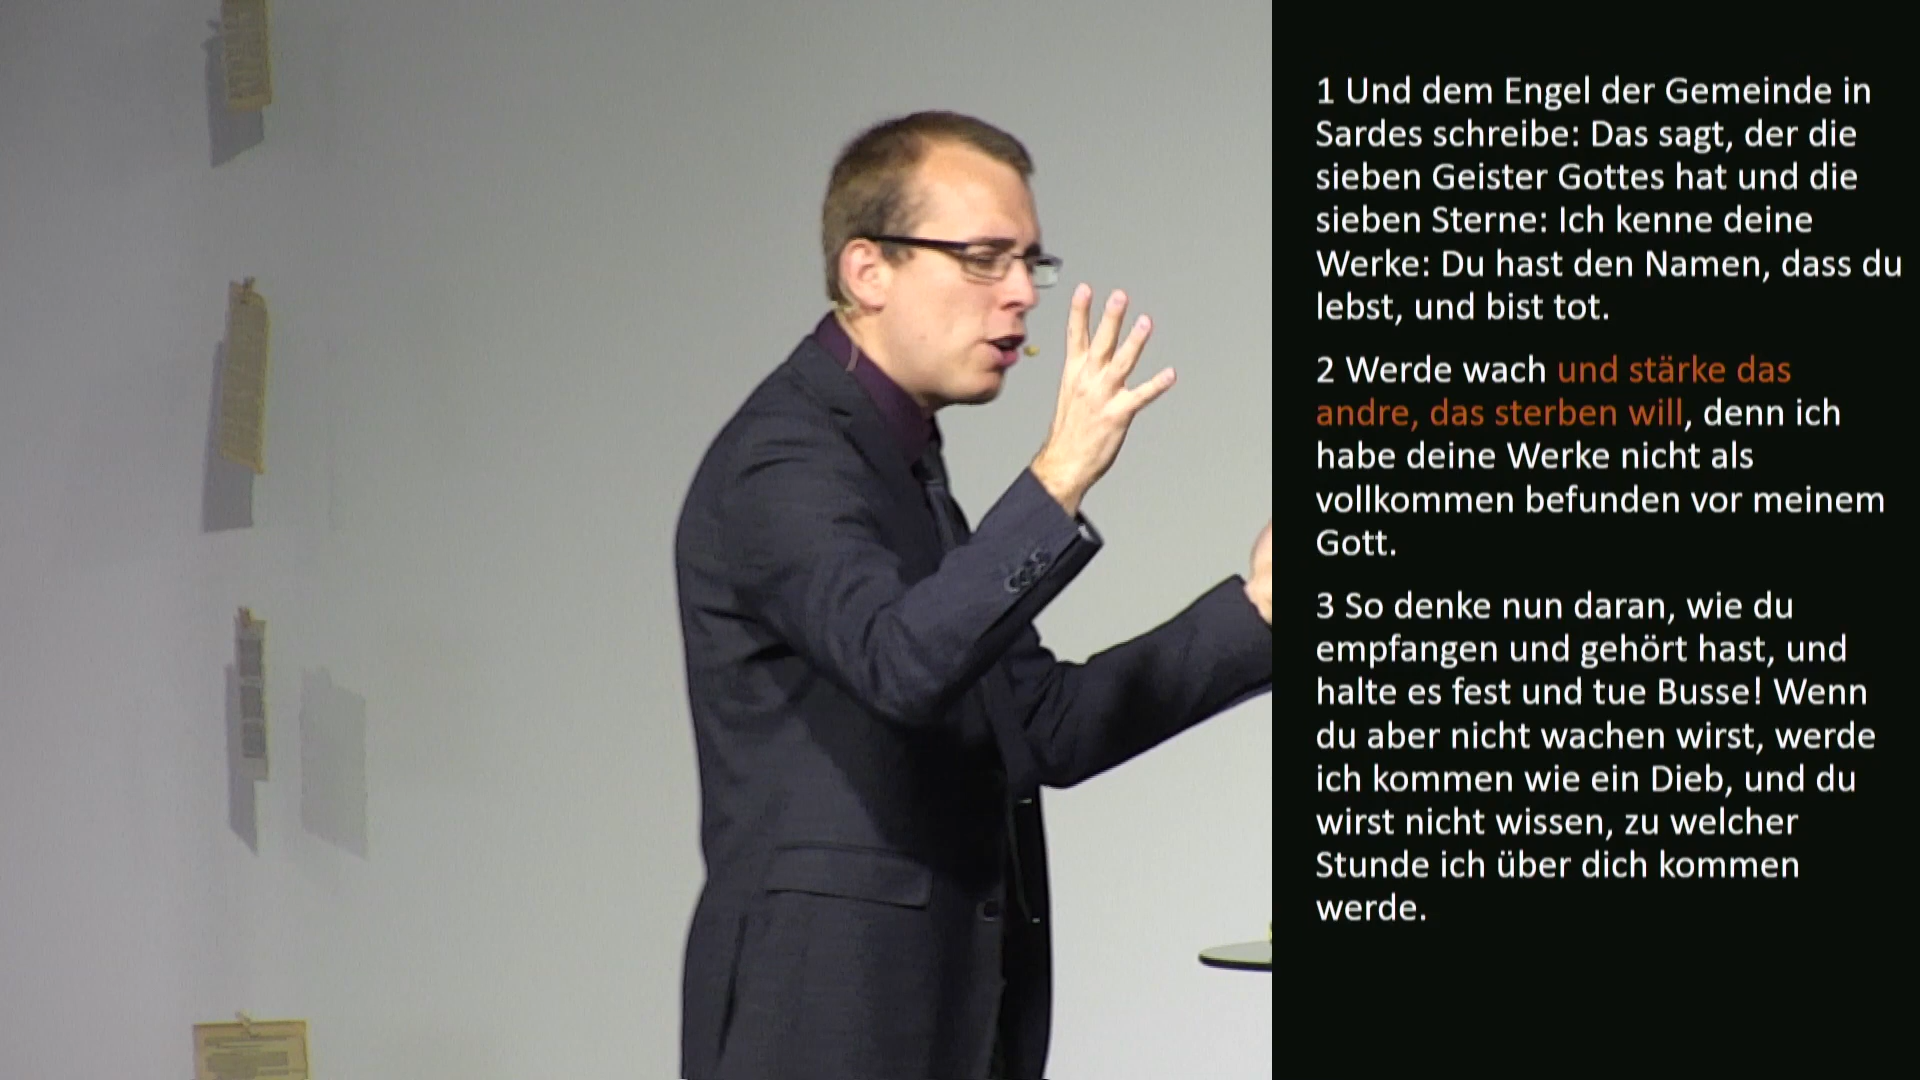 1 Und dem Engel der Gemeinde in
Sardes schreibe: Das sagt, der die
sieben Geister Gottes hat und die
sieben Sterne: Ich kenne deine
Werke: Du hast den Namen, dass du
lebst, und bist tot.
2 Werde wach und stärke das
andre, das sterben will, denn ich
habe deine Werke nicht als
vollkommen befunden vor meinem
Gott.
3 So denke nun daran, wie du
empfangen und gehört hast, und
halte es fest und tue Busse! Wenn
du aber nicht wachen wirst, werde
ich kommen wie ein Dieb, und du
wirst nicht wissen, zu welcher
Stunde ich über dich kommen
werde.